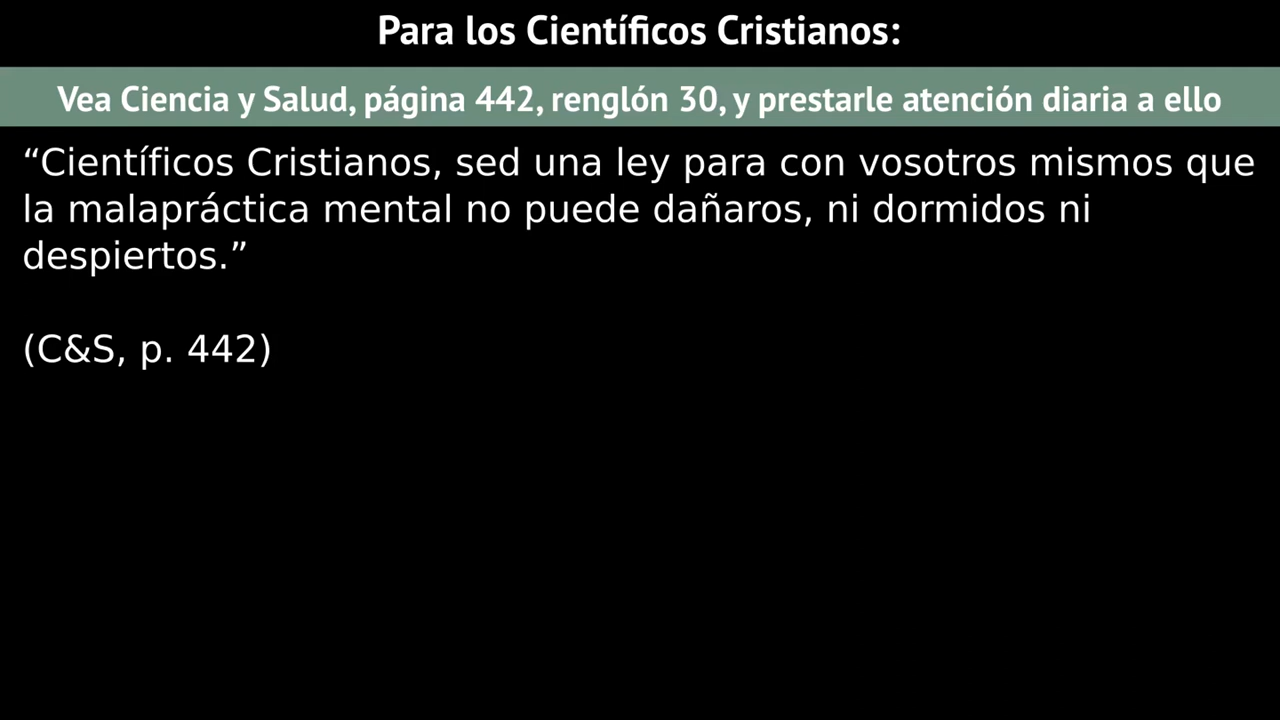 Para los Científicos Cristianos:
Vea Ciencia y Salud, página 442, renglón 30, y prestarle atención diaria a ello
“Científicos Cristianos, sed una ley para con vosotros mismos que
la malapráctica mental no puede dañaros, ni dormidos ni
despiertos.”
(C&S, p. 442)